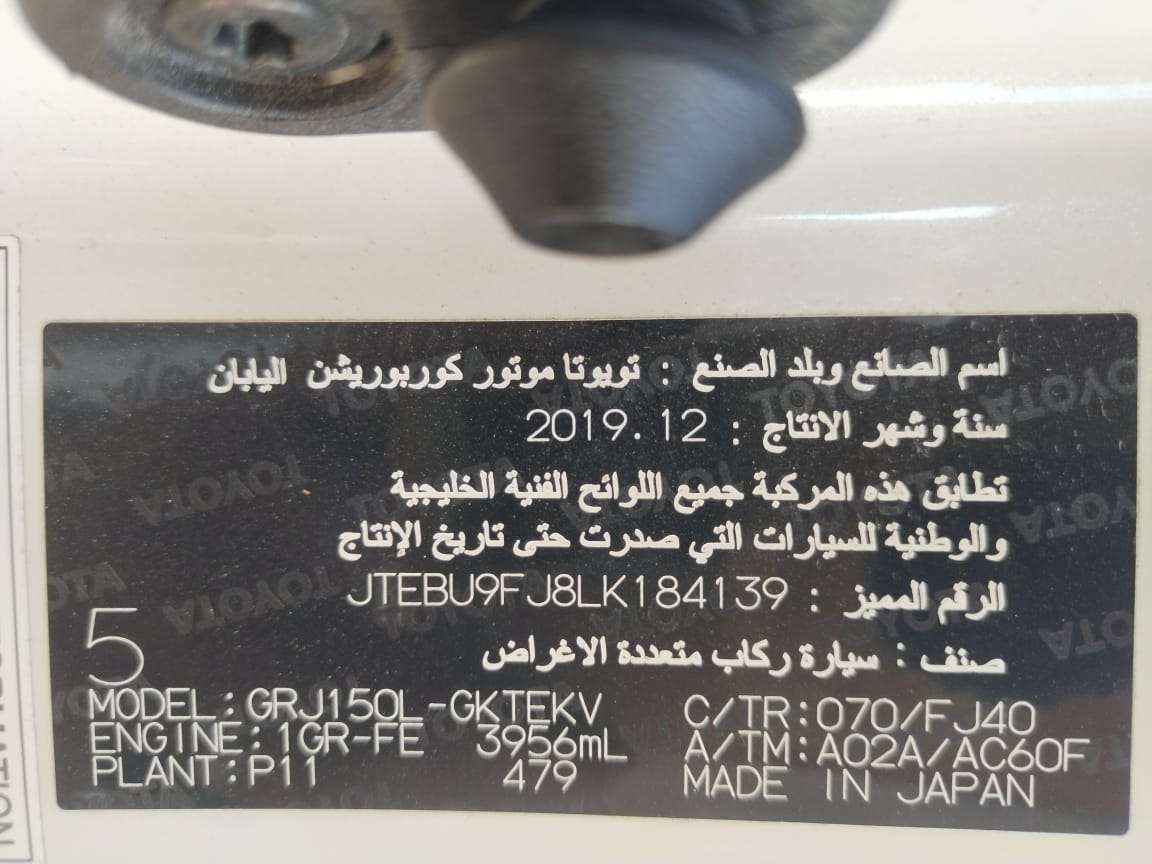 اسم الصانع وبلد الصنع : تويوتا موتور كوربوريشن اليابان
سنة وشهر الانتاج : 2019.12
تطابق هذه المركبة جميع اللوائح الفنية الخليجية
والوطنية للسيارات التي صدرت حتى تاريخ الإنتاج
الرقم المميز : JTEBU9FJ8LK184139
صنف : سيارة ركاب متعددة الاغراض
5
MODEL:GRJ150L-GKTEKV C/TR:070/FJ40
ENGINE:1GR-FE 3956mL A/TM:A02A/AC60F
PLANT:P11 479 MADE IN JAPAN